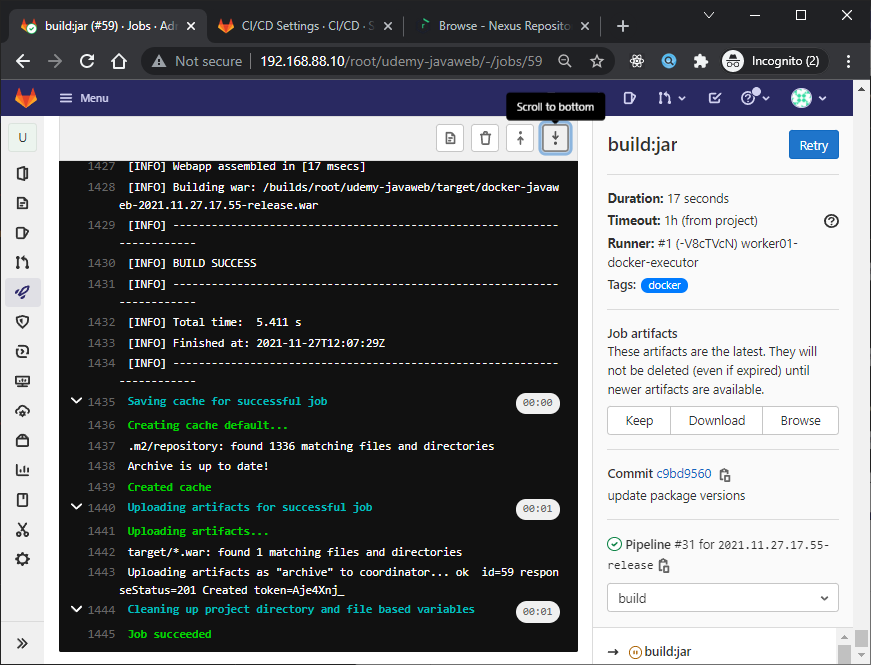 build:jar (#59) · Jobs · Adm
CI/CD Settings · CI/CD · S
Browse - Nexus Reposito
Not secure
192.168.88.10/root/udemy-javaweb/-/jobs/59
Incognito (2)
Menu
Scroll to bottom
U
1427 [INFO] Webapp assembled in [17 msecs]
1428 [INFO] Building war: /builds/root/udemy-javaweb/target/docker-javaw
eb-2021.11.27.17.55-release.war
1429 [INFO] ----------------------------------------------------------
------------
1430 [INFO] BUILD SUCCESS
1431 [INFO] ----------------------------------------------------------
------------
1432 [INFO] Total time:  5.411 s
1433 [INFO] Finished at: 2021-11-27T12:07:29Z
1434 [INFO] ----------------------------------------------------------
------------
1435 Saving cache for successful job 00:00
1436 Creating cache default...
1437 .m2/repository: found 1336 matching files and directories
1438 Archive is up to date!
1439 Created cache
1440 Uploading artifacts for successful job 00:01
1441 Uploading artifacts...
1442 target/*.war: found 1 matching files and directories
1443 Uploading artifacts as "archive" to coordinator... ok  id=59 respon
seStatus=201 Created token=Aje4Xnj_
1444 Cleaning up project directory and file based variables 00:01
1445 Job succeeded
build:jar
Retry
Duration: 17 seconds
Timeout: 1h (from project)
Runner: #1 (-V8cTVcN) worker01-
docker-executor
Tags: docker
Job artifacts
These artifacts are the latest. They will
not be deleted (even if expired) until
newer artifacts are available.
Keep Download Browse
Commit c9bd9560
update package versions
Pipeline #31 for 2021.11.27.17.55-
release
build
build:jar